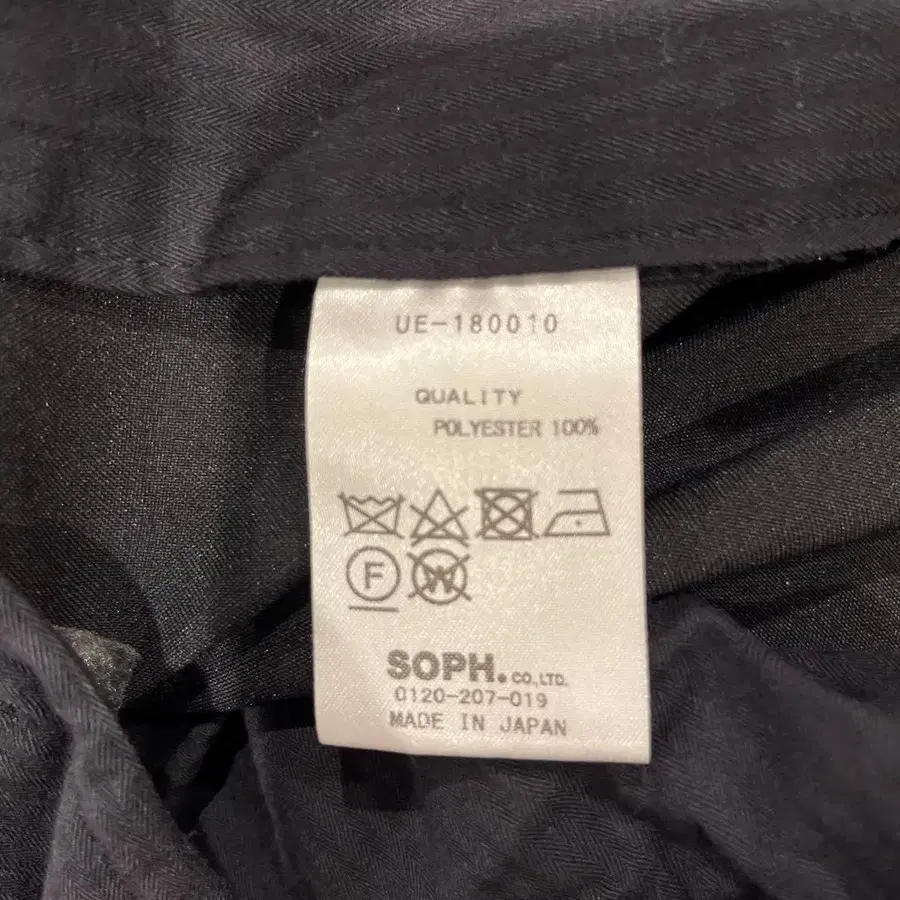 UE-180010
QUALITY
POLYESTER 100%
F W
SOPH. CO.,LTD.
0120-207-019
MADE IN JAPAN